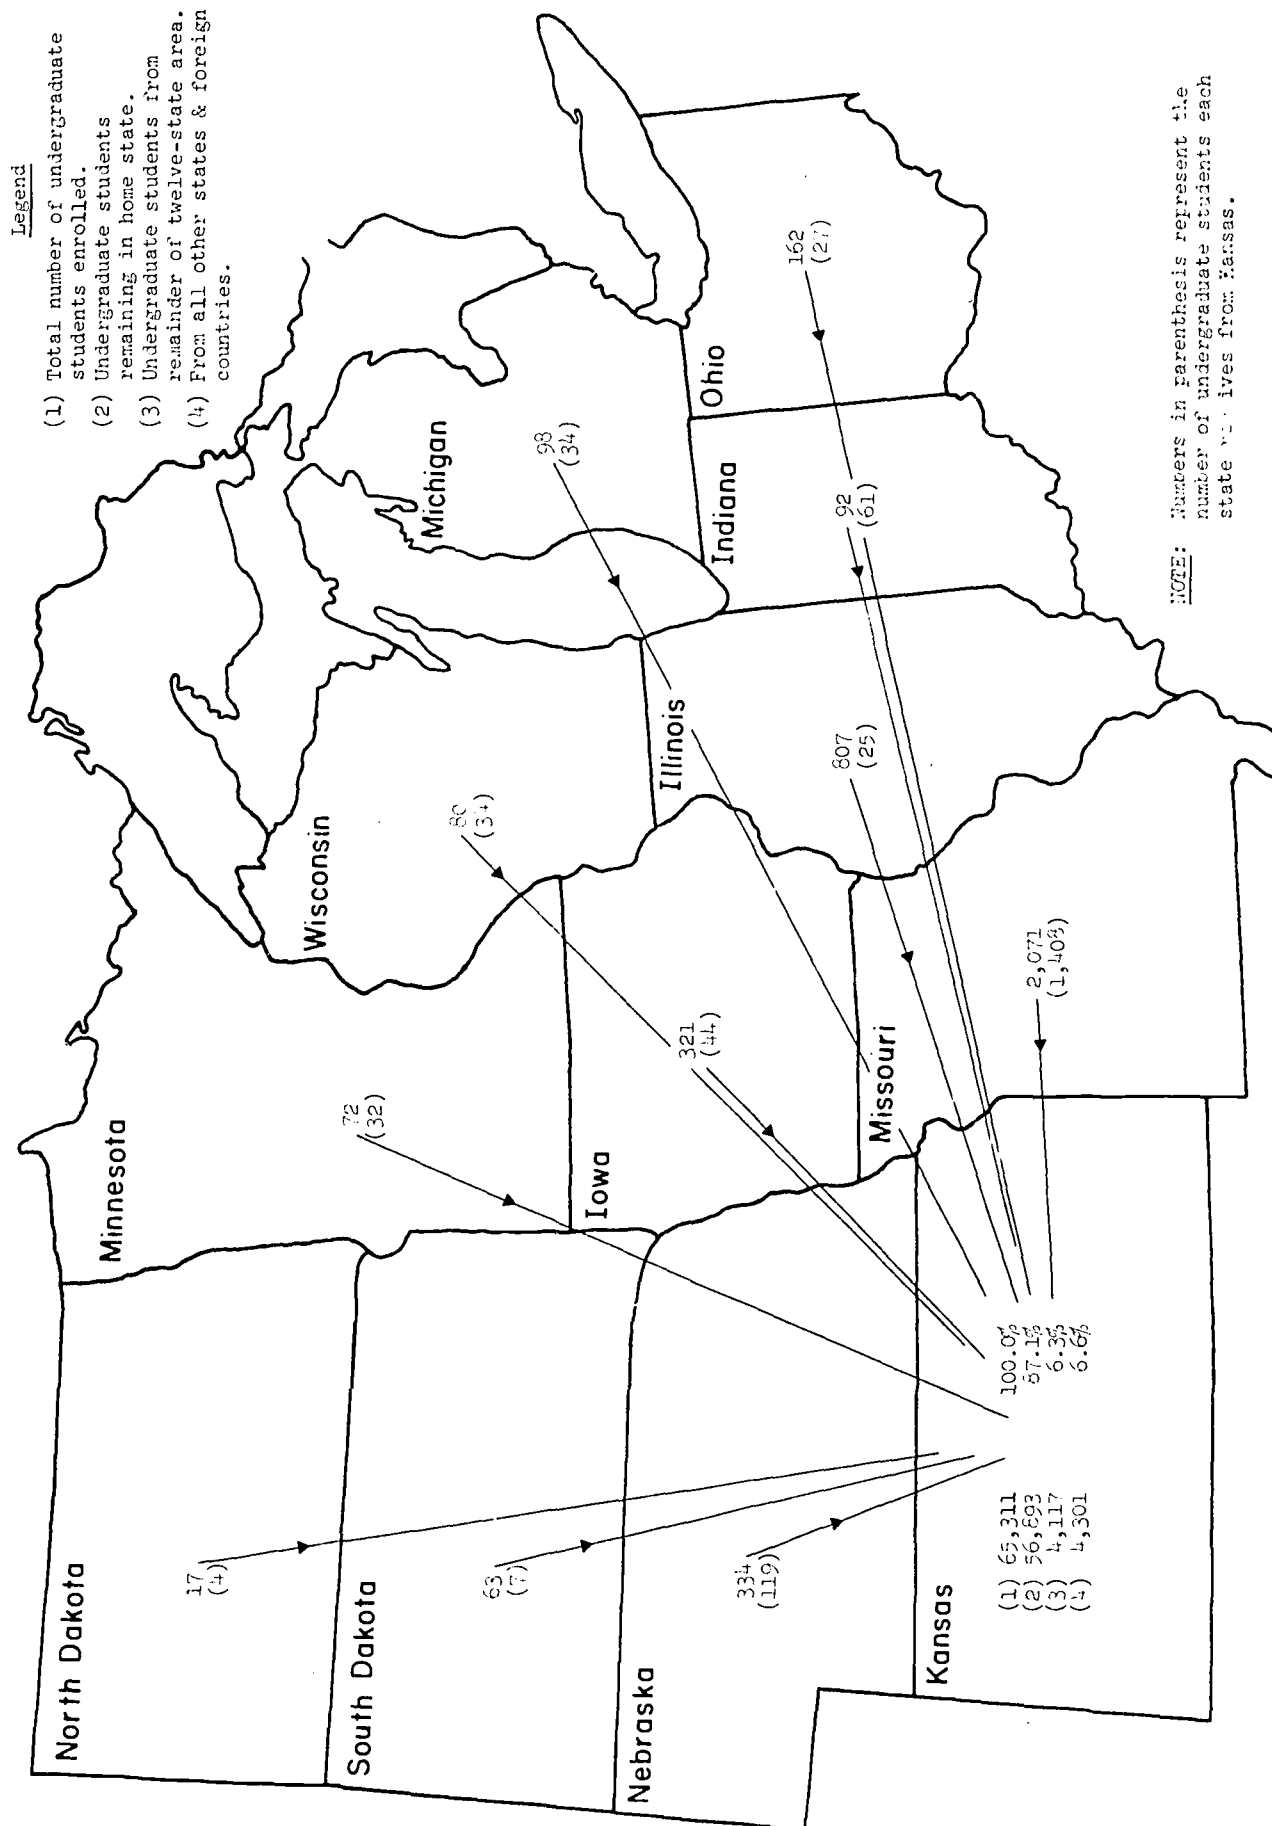 Legend
(1) Total number of undergraduate
students enrolled.
(2) Undergraduate students
remaining in home state.
(3) Undergraduate students from
remainder of twelve-state area.
(4) From all other states & foreign
countries.
North Dakota
17
(4)
South Dakota
63
(7)
Nebraska
334
(119)
Kansas
(1) 65,311 100.0%
(2) 56,893 87.1%
(3) 4,117 6.3%
(4) 4,301 6.6%
Minnesota
72
(32)
Iowa
321
(44)
Missouri
2,071
(1,408)
Wisconsin
80
Illinois
807
(25)
Michigan
98
(34)
Indiana
92
(61)
Ohio
162
NOTE: Numbers in parenthesis represent the
number of undergraduate students each
state from Kansas.